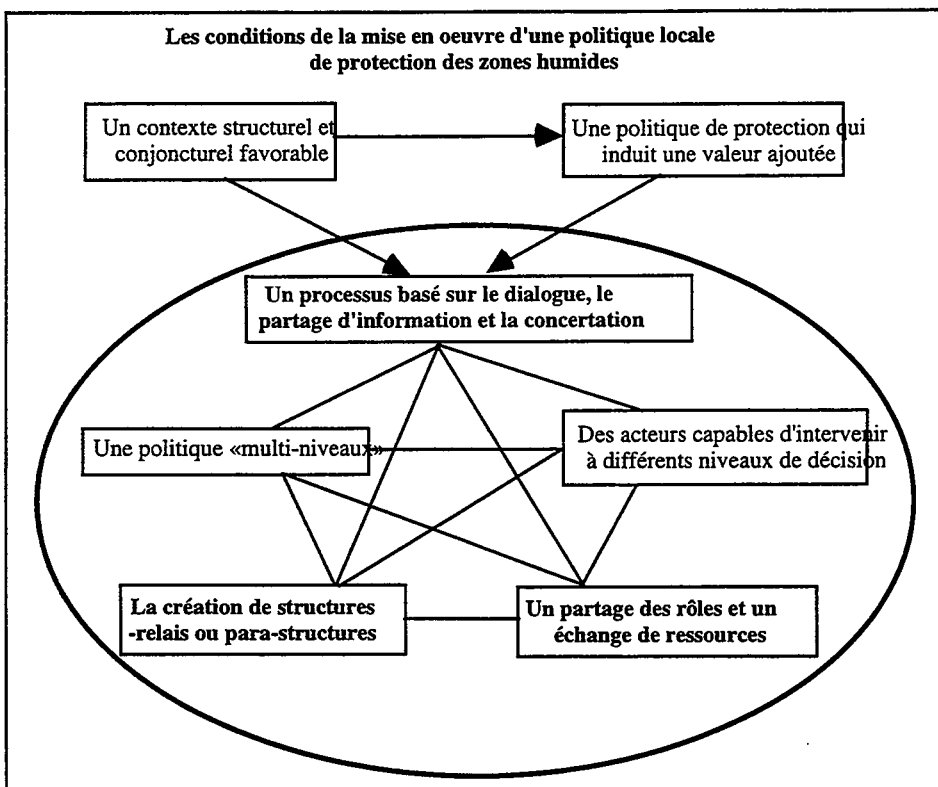 Les conditions de la mise en oeuvre d'une politique locale
de protection des zones humides
Un contexte structurel et
conjoncturel favorable
Une politique de protection qui
induit une valeur ajoutée
Un processus basé sur le dialogue, le
partage d'information et la concertation
Une politique «multi-niveaux»
Des acteurs capables d'intervenir
à différents niveaux de décision
La création de structures
-relais ou para-structures
Un partage des rôles et un
échange de ressources